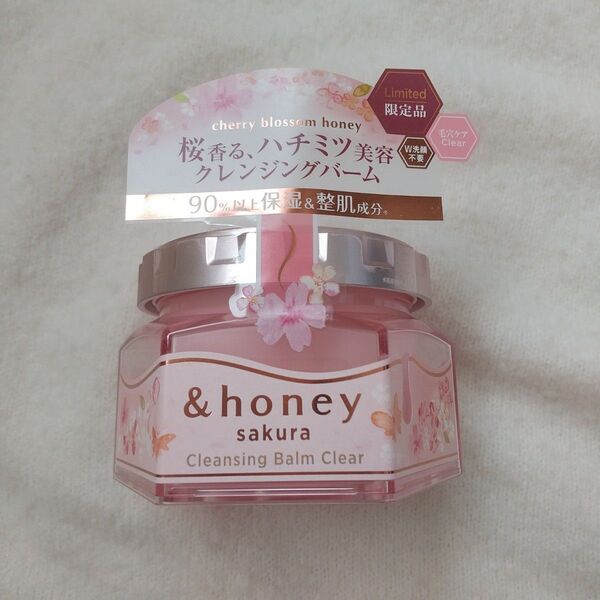 Limited
限定品
毛穴ケア
Clear
W洗顔
不要
cherry blossom honey
桜香る、ハチミツ美容
クレンジングバーム
90%以上保湿&整肌成分
&honey
sakura
Cleansing Balm Clear